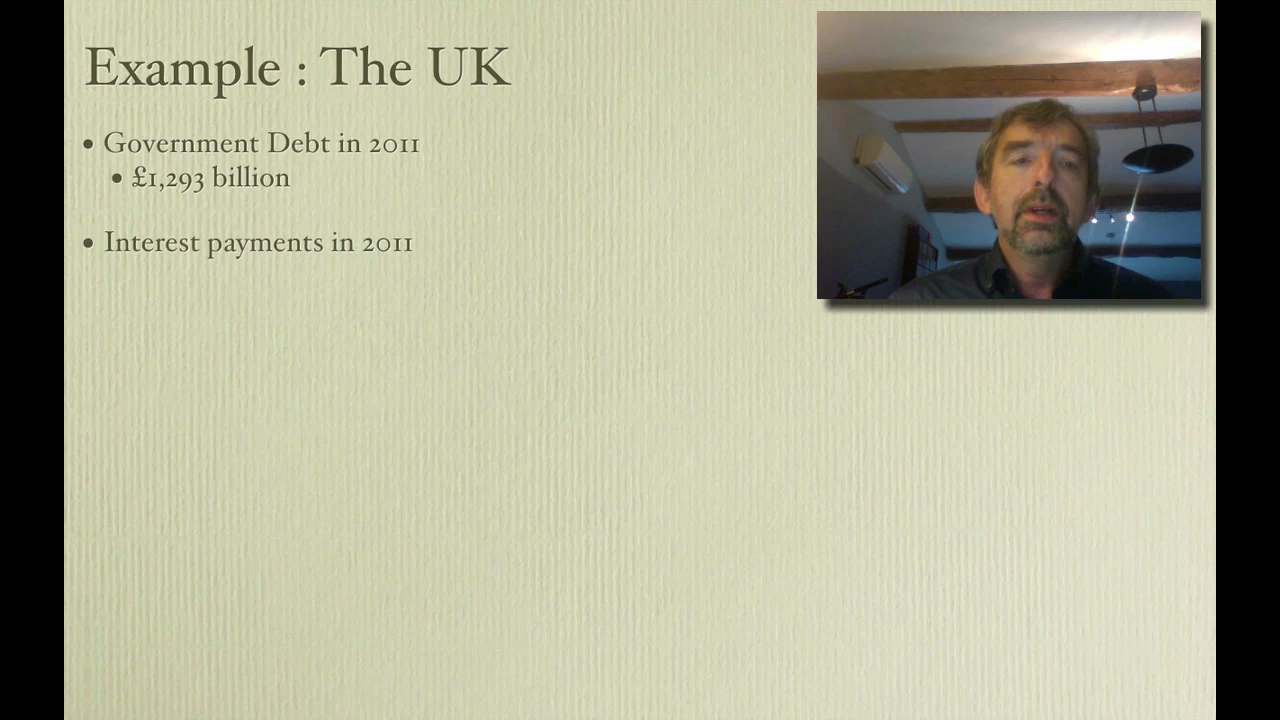 Example : The UK
• Government Debt in 2011
• £1,293 billion
• Interest payments in 2011